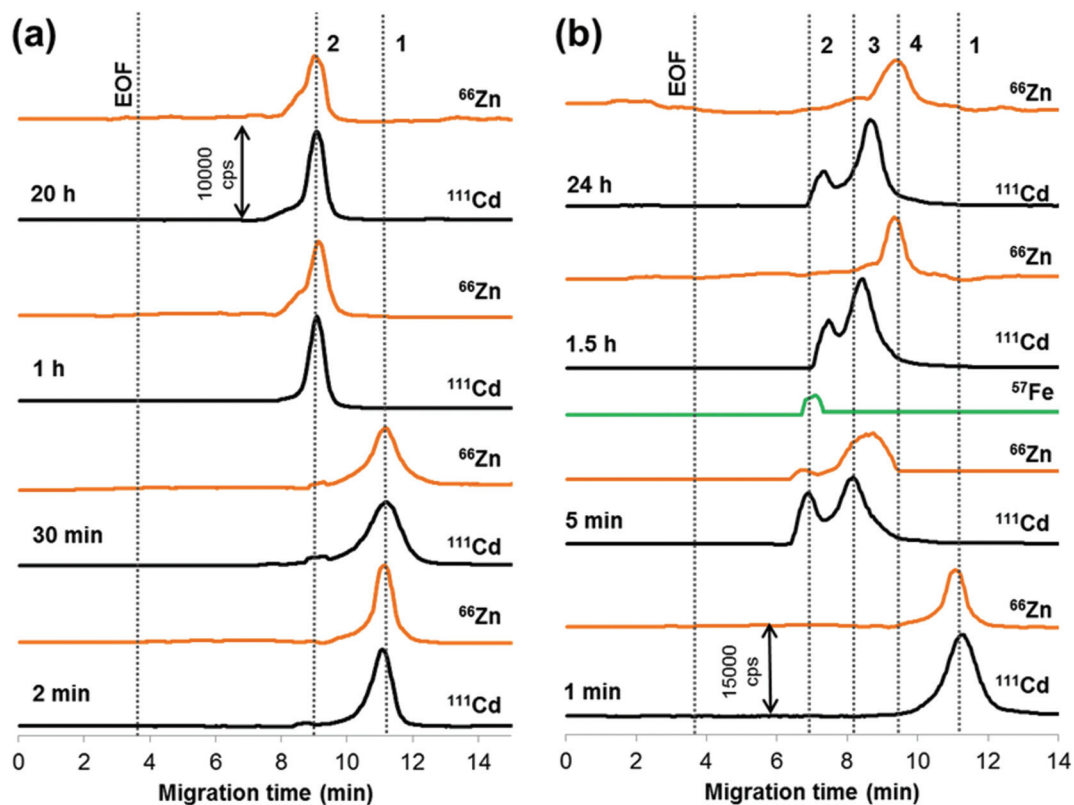 (a)
EOF
2 1
⁶⁶Zn
10000
cps
20 h
¹¹¹Cd
⁶⁶Zn
1 h
¹¹¹Cd
⁶⁶Zn
30 min
¹¹¹Cd
⁶⁶Zn
2 min
¹¹¹Cd
0 2 4 6 8 10 12 14
Migration time (min)
(b)
EOF
2 3 4 1
⁶⁶Zn
24 h
¹¹¹Cd
⁶⁶Zn
1.5 h
¹¹¹Cd
⁵⁷Fe
⁶⁶Zn
5 min
¹¹¹Cd
⁶⁶Zn
15000
cps
1 min
¹¹¹Cd
0 2 4 6 8 10 12 14
Migration time (min)